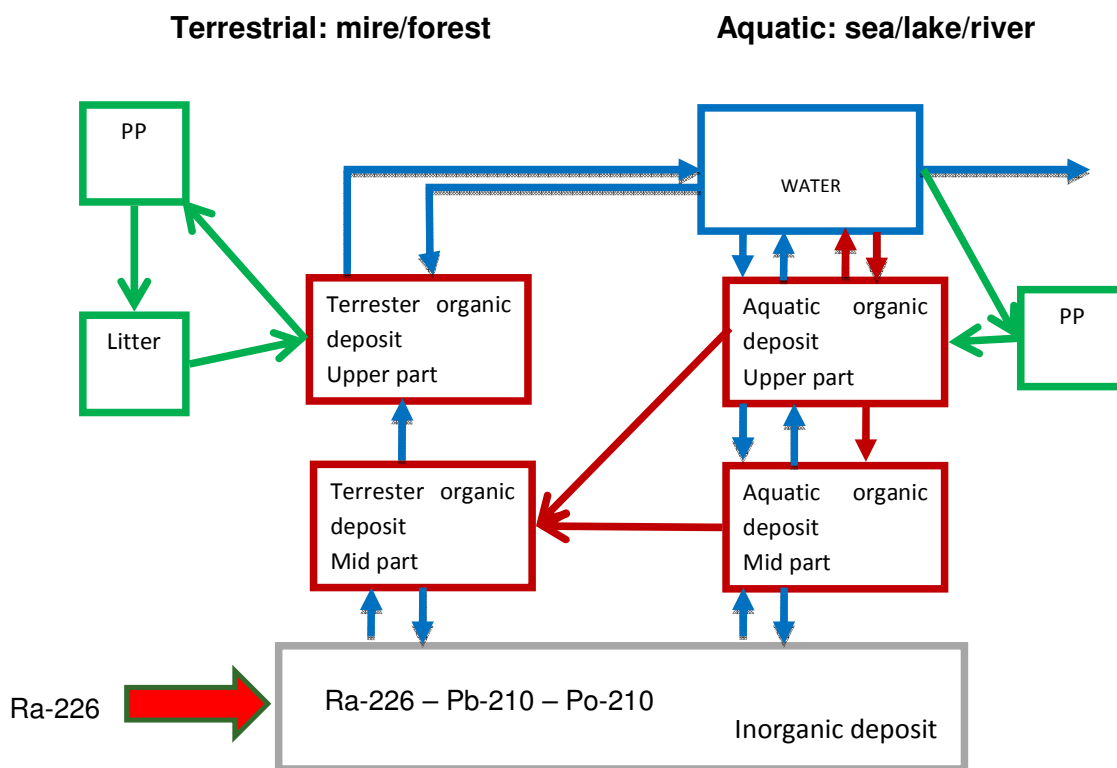 Terrestrial: mire/forest
Aquatic: sea/lake/river
PP
WATER
Terrester organic
deposit
Upper part
Aquatic organic
deposit
Upper part
Litter
PP
Terrester organic
deposit
Mid part
Aquatic organic
deposit
Mid part
Ra-226
Ra-226 – Pb-210 – Po-210
Inorganic deposit